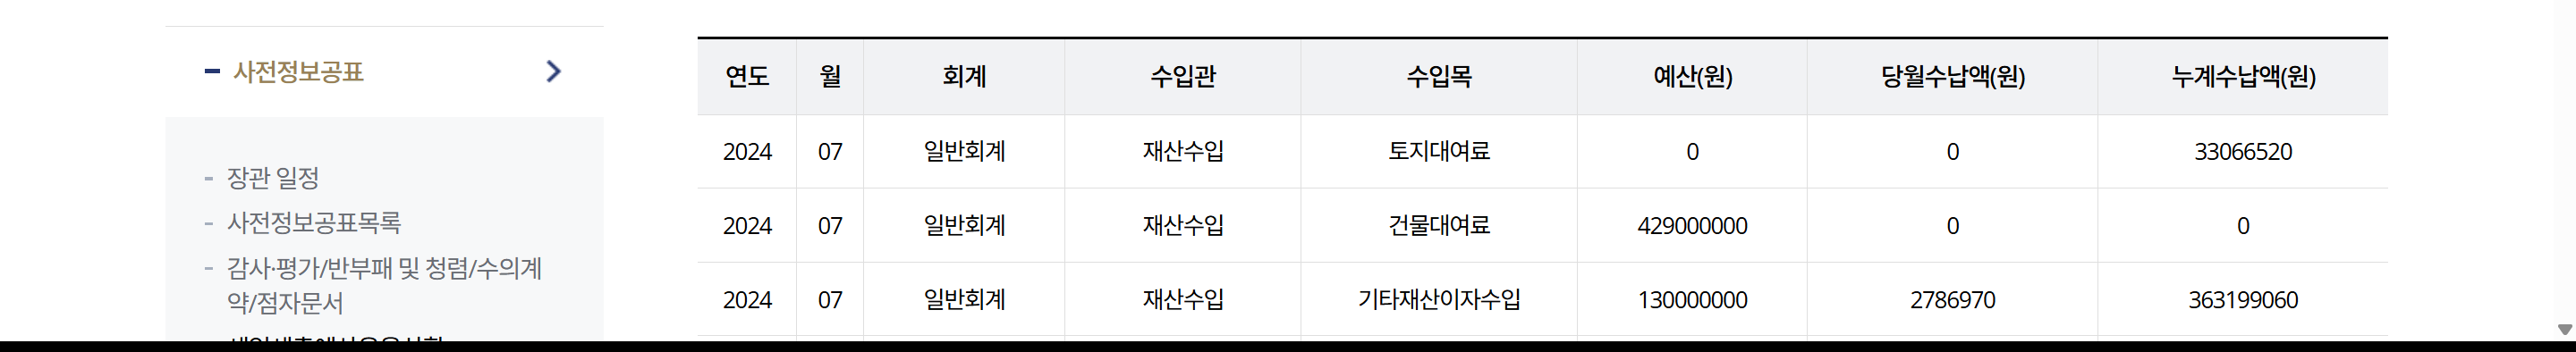 사전정보공표
장관 일정
사전정보공표목록
감사·평가/반부패 및 청렴/수의계
약/점자문서
연도 월 회계 수입관 수입목 예산(원) 당월수납액(원) 누계수납액(원)
2024 07 일반회계 재산수입 토지대여료 0 0 33066520
2024 07 일반회계 재산수입 건물대여료 429000000 0 0
2024 07 일반회계 재산수입 기타재산이자수입 130000000 2786970 363199060